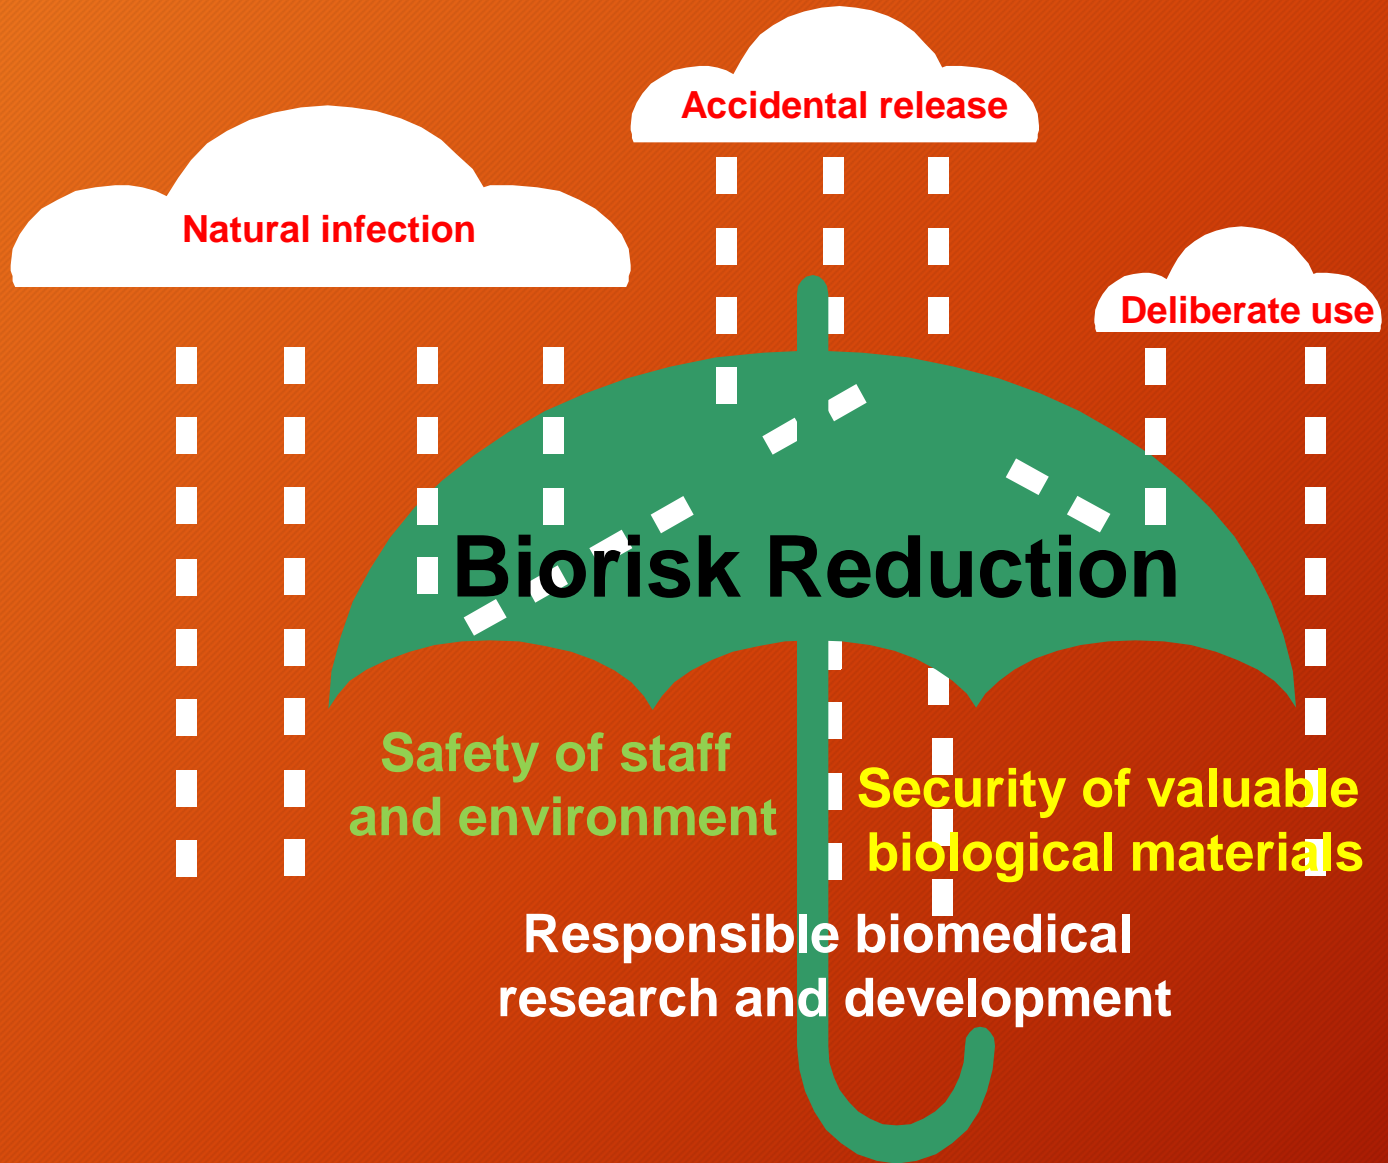 Accidental release
Natural infection
Deliberate use
Biorisk Reduction
Safety of staff
and environment
Security of valuable
biological materials
Responsible biomedical
research and development